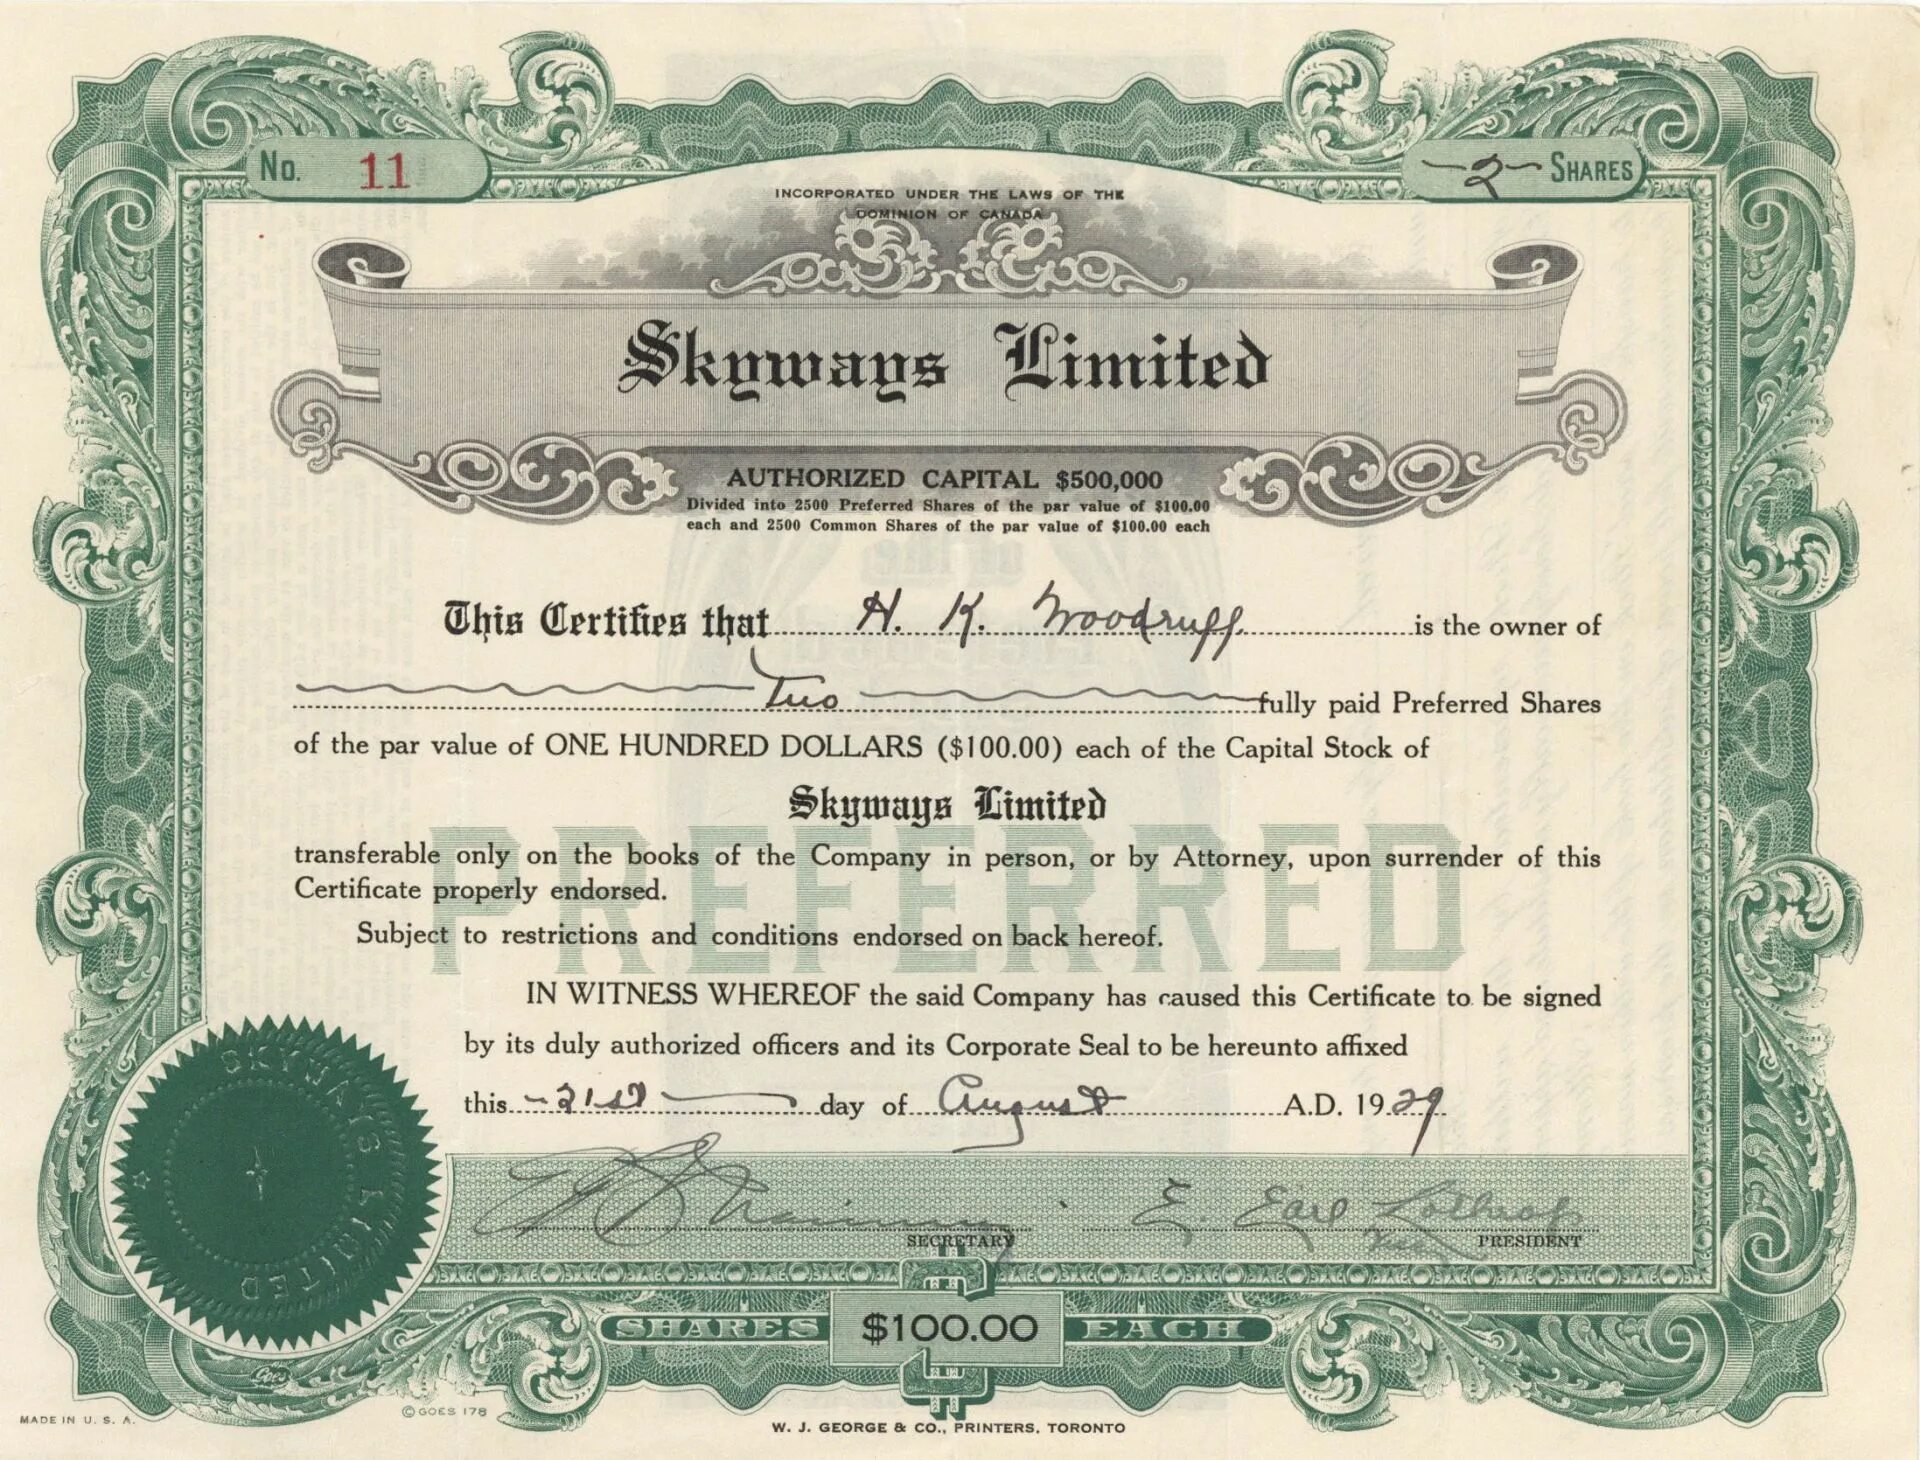 No. 11
-2- SHARES
INCORPORATED UNDER THE LAWS OF THE
DOMINION OF CANADA
Skyways Limited
AUTHORIZED CAPITAL $500,000
Divided into 2500 Preferred Shares of the par value of $100.00
each and 2500 Common Shares of the par value of $100.00 each
This Certifies that H. K. Woodruff is the owner of
Two fully paid Preferred Shares
of the par value of ONE HUNDRED DOLLARS ($100.00) each of the Capital Stock of
Skyways Limited
PREFERRED
transferable only on the books of the Company in person, or by Attorney, upon surrender of this
Certificate properly endorsed.
Subject to restrictions and conditions endorsed on back hereof.
IN WITNESS WHEREOF the said Company has caused this Certificate to be signed
by its duly authorized officers and its Corporate Seal to be hereunto affixed
this 21st day of August A.D. 1929
SKYWAYS LIMITED
E. Earl Lothrop
SECRETARY
Vice PRESIDENT
SHARES $100.00 EACH
Goes
MADE IN U. S. A.
© GOES 178
W. J. GEORGE & CO., PRINTERS, TORONTO